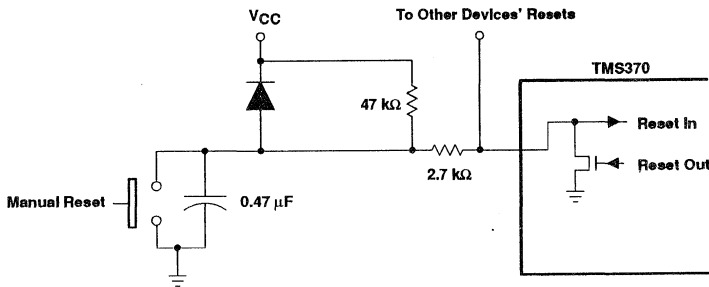 VCC
To Other Devices' Resets
TMS370
47 kΩ
Reset In
2.7 kΩ
Reset Out
Manual Reset
0.47 µF